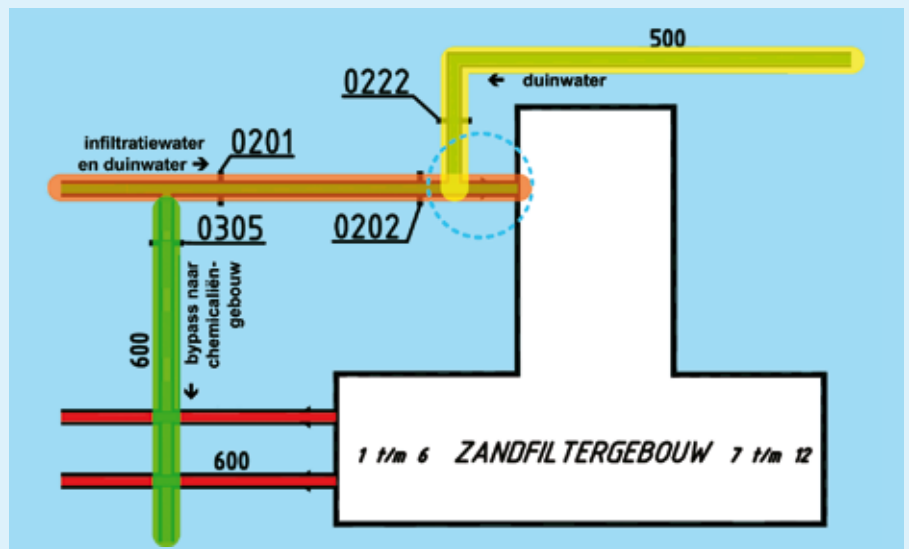 500
← duinwater
0222
infiltratiewater
en duinwater →
0201
0202
0305
bypass naar
chemicaliën-
gebouw
600
600
1 t/m 6 ZANDFILTERGEBOUW 7 t/m 12